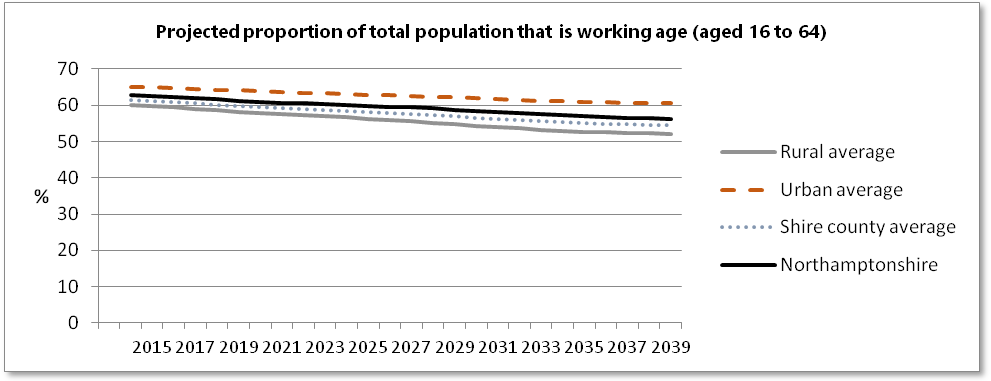 Projected proportion of total population that is working age (aged 16 to 64)
70
60
50
40
%
30
20
10
0
2015 2017 2019 2021 2023 2025 2027 2029 2031 2033 2035 2037 2039
Rural average
Urban average
Shire county average
Northamptonshire